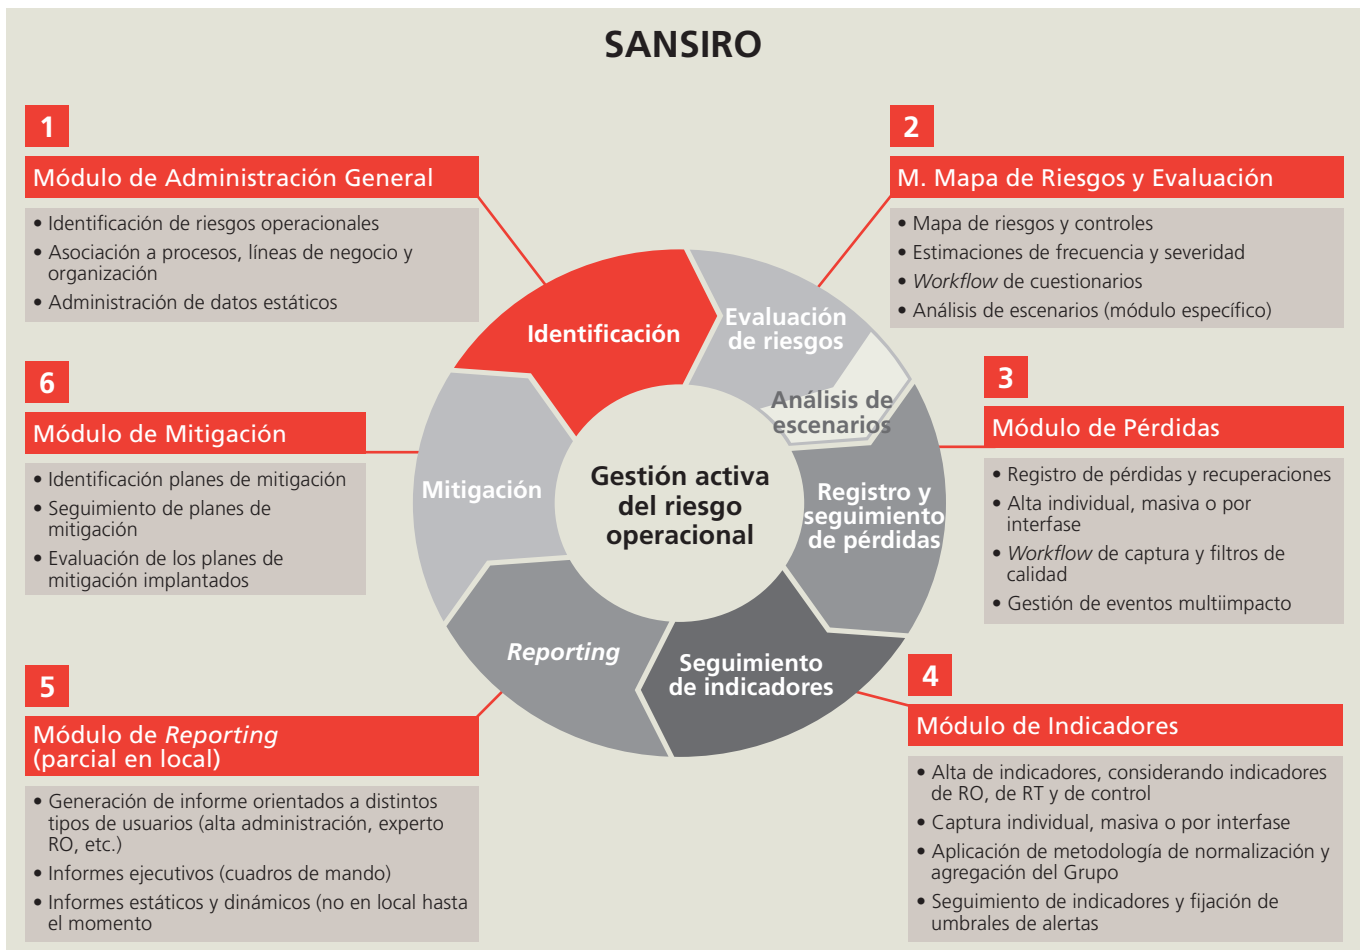 SANSIRO
1
Módulo de Administración General
• Identificación de riesgos operacionales
• Asociación a procesos, líneas de negocio y
organización
• Administración de datos estáticos
2
M. Mapa de Riesgos y Evaluación
• Mapa de riesgos y controles
• Estimaciones de frecuencia y severidad
• Workflow de cuestionarios
• Análisis de escenarios (módulo específico)
3
Módulo de Pérdidas
• Registro de pérdidas y recuperaciones
• Alta individual, masiva o por
interfase
• Workflow de captura y filtros de
calidad
• Gestión de eventos multiimpacto
4
Módulo de Indicadores
• Alta de indicadores, considerando indicadores
de RO, de RT y de control
• Captura individual, masiva o por interfase
• Aplicación de metodología de normalización y
agregación del Grupo
• Seguimiento de indicadores y fijación de
umbrales de alertas
5
Módulo de Reporting
(parcial en local)
• Generación de informe orientados a distintos
tipos de usuarios (alta administración, experto
RO, etc.)
• Informes ejecutivos (cuadros de mando)
• Informes estáticos y dinámicos (no en local hasta
el momento
6
Módulo de Mitigación
• Identificación planes de mitigación
• Seguimiento de planes de
mitigación
• Evaluación de los planes de
mitigación implantados
Identificación
Evaluación
de riesgos
Análisis de
escenarios
Registro y
seguimiento
de pérdidas
Seguimiento
de indicadores
Reporting
Mitigación
Gestión activa
del riesgo
operacional